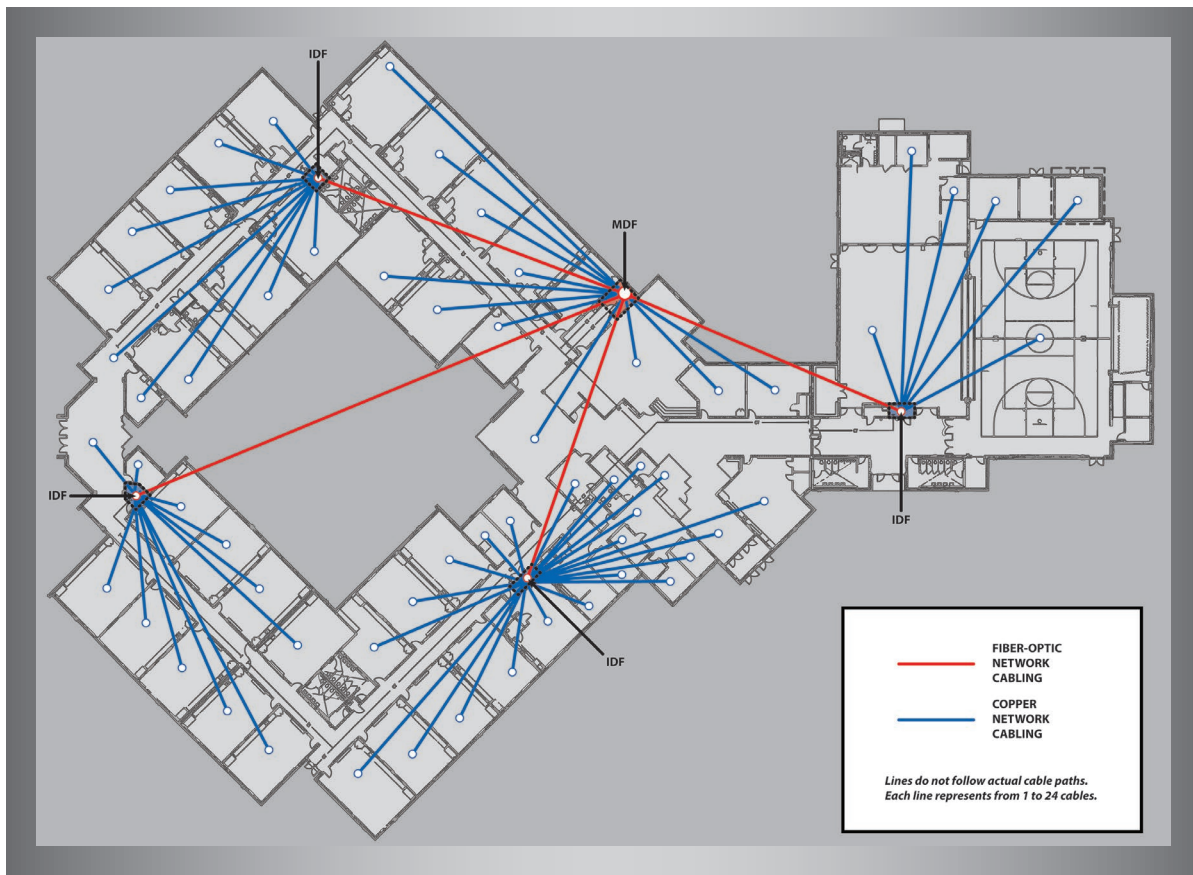 IDF
MDF
IDF
IDF
IDF
FIBER-OPTIC
NETWORK
CABLING
COPPER
NETWORK
CABLING
Lines do not follow actual cable paths.
Each line represents from 1 to 24 cables.